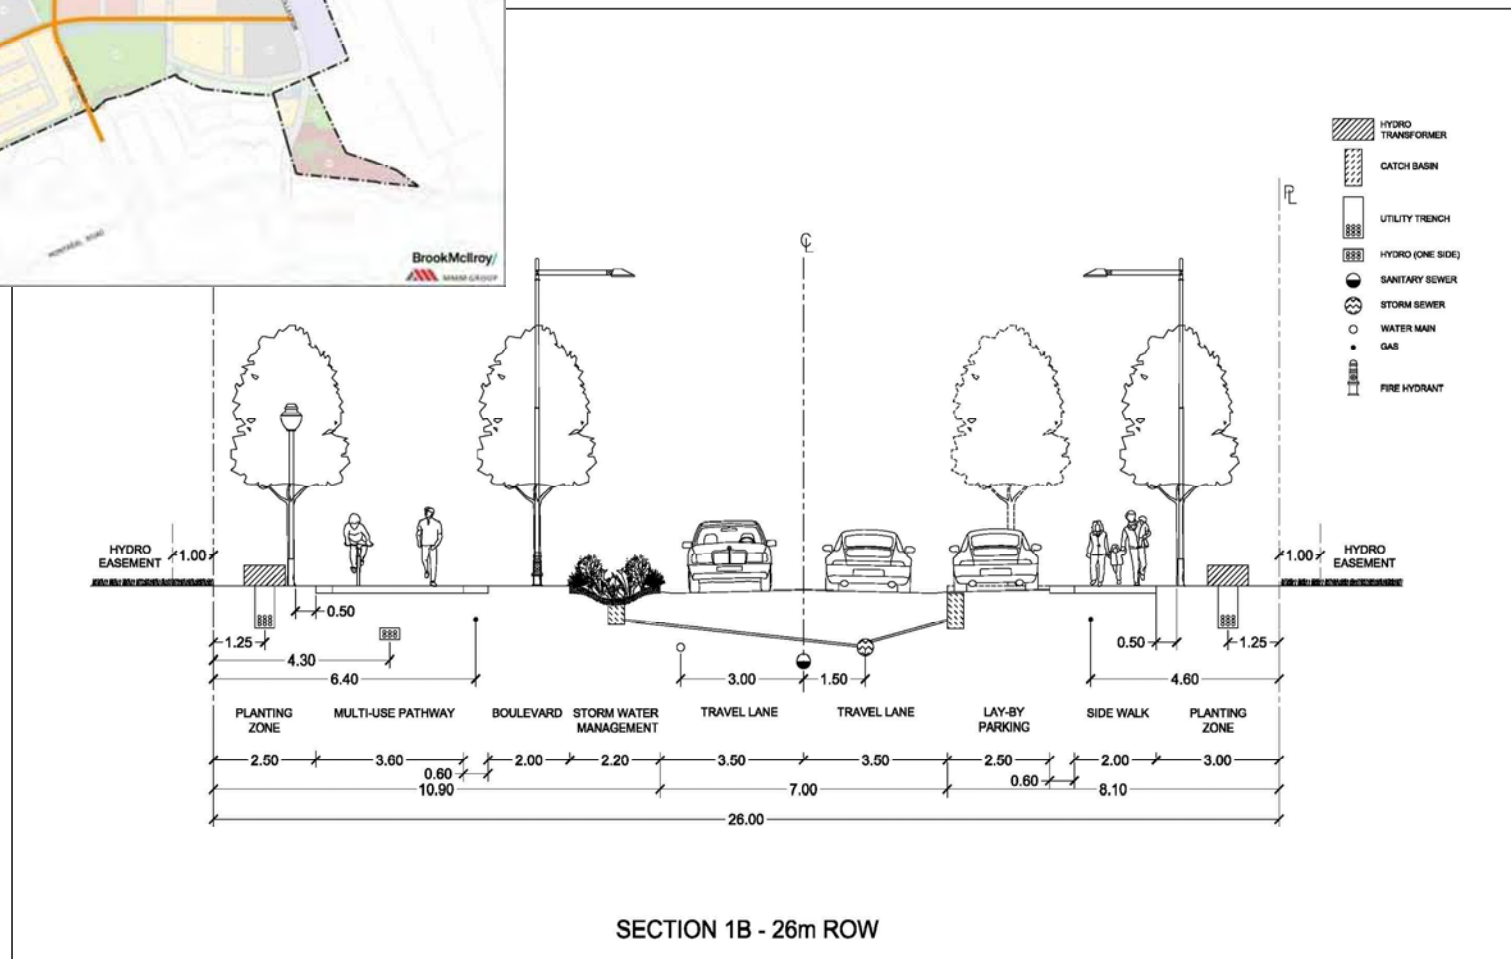 MONTRÉAL ROAD
BrookMcIlroy/
MMM GROUP
HYDRO
TRANSFORMER
CATCH BASIN
UTILITY TRENCH
HYDRO (ONE SIDE)
SANITARY SEWER
STORM SEWER
WATER MAIN
GAS
FIRE HYDRANT
PL
CL
HYDRO
EASEMENT
1.00
1.00
HYDRO
EASEMENT
0.50
1.25
4.30
6.40
3.00
1.50
0.50
1.25
4.60
PLANTING
ZONE
MULTI-USE PATHWAY
BOULEVARD
STORM WATER
MANAGEMENT
TRAVEL LANE
TRAVEL LANE
LAY-BY
PARKING
SIDE WALK
PLANTING
ZONE
2.50
3.60
0.60
2.00
2.20
3.50
3.50
2.50
0.60
2.00
3.00
10.90
7.00
8.10
26.00
SECTION 1B - 26m ROW